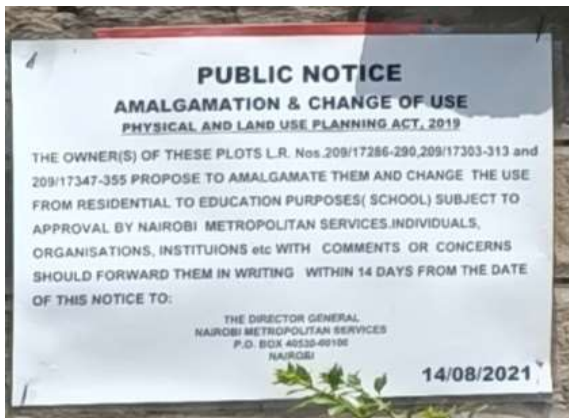 PUBLIC NOTICE
AMALGAMATION & CHANGE OF USE
PHYSICAL AND LAND USE PLANNING ACT, 2019
THE OWNER(S) OF THESE PLOTS L.R. Nos.209/17286-290,209/17303-313 and
209/17347-355 PROPOSE TO AMALGAMATE THEM AND CHANGE THE USE
FROM RESIDENTIAL TO EDUCATION PURPOSES( SCHOOL) SUBJECT TO
APPROVAL BY NAIROBI METROPOLITAN SERVICES.INDIVIDUALS,
ORGANISATIONS, INSTITUIONS etc WITH COMMENTS OR CONCERNS
SHOULD FORWARD THEM IN WRITING WITHIN 14 DAYS FROM THE DATE
OF THIS NOTICE TO:
THE DIRECTOR GENERAL
NAIROBI METROPOLITAN SERVICES
P.O. BOX 40530-00100
NAIROBI
14/08/2021